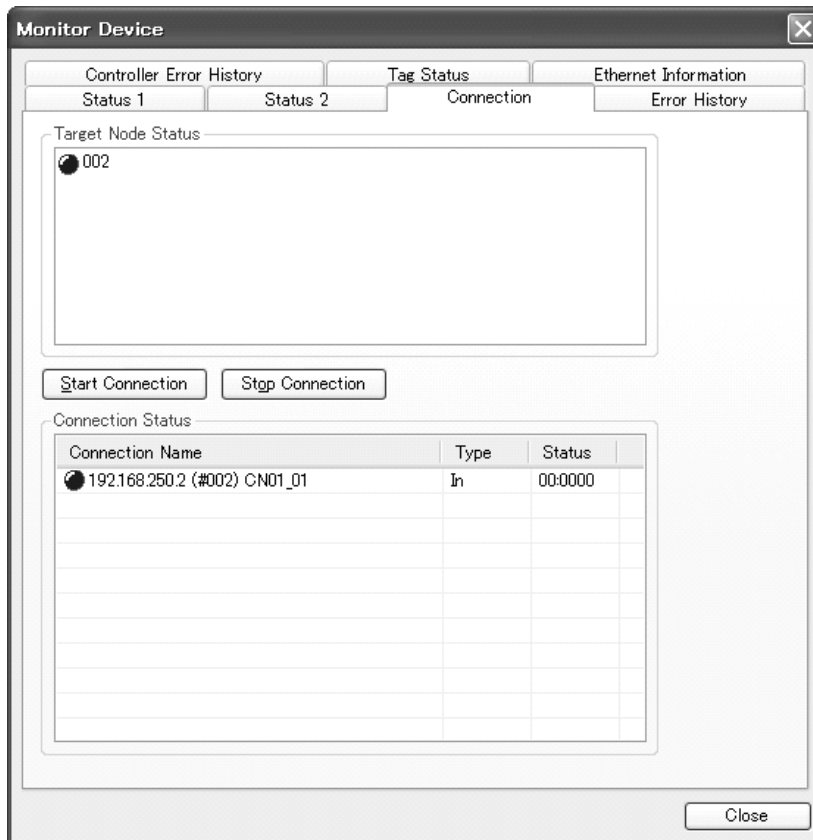 Monitor Device
Controller Error History Tag Status Ethernet Information
Status 1 Status 2 Connection Error History
Target Node Status
002
Start Connection Stop Connection
Connection Status
Connection Name Type Status
192.168.250.2 (#002) CN01_01 In 00:0000
Close